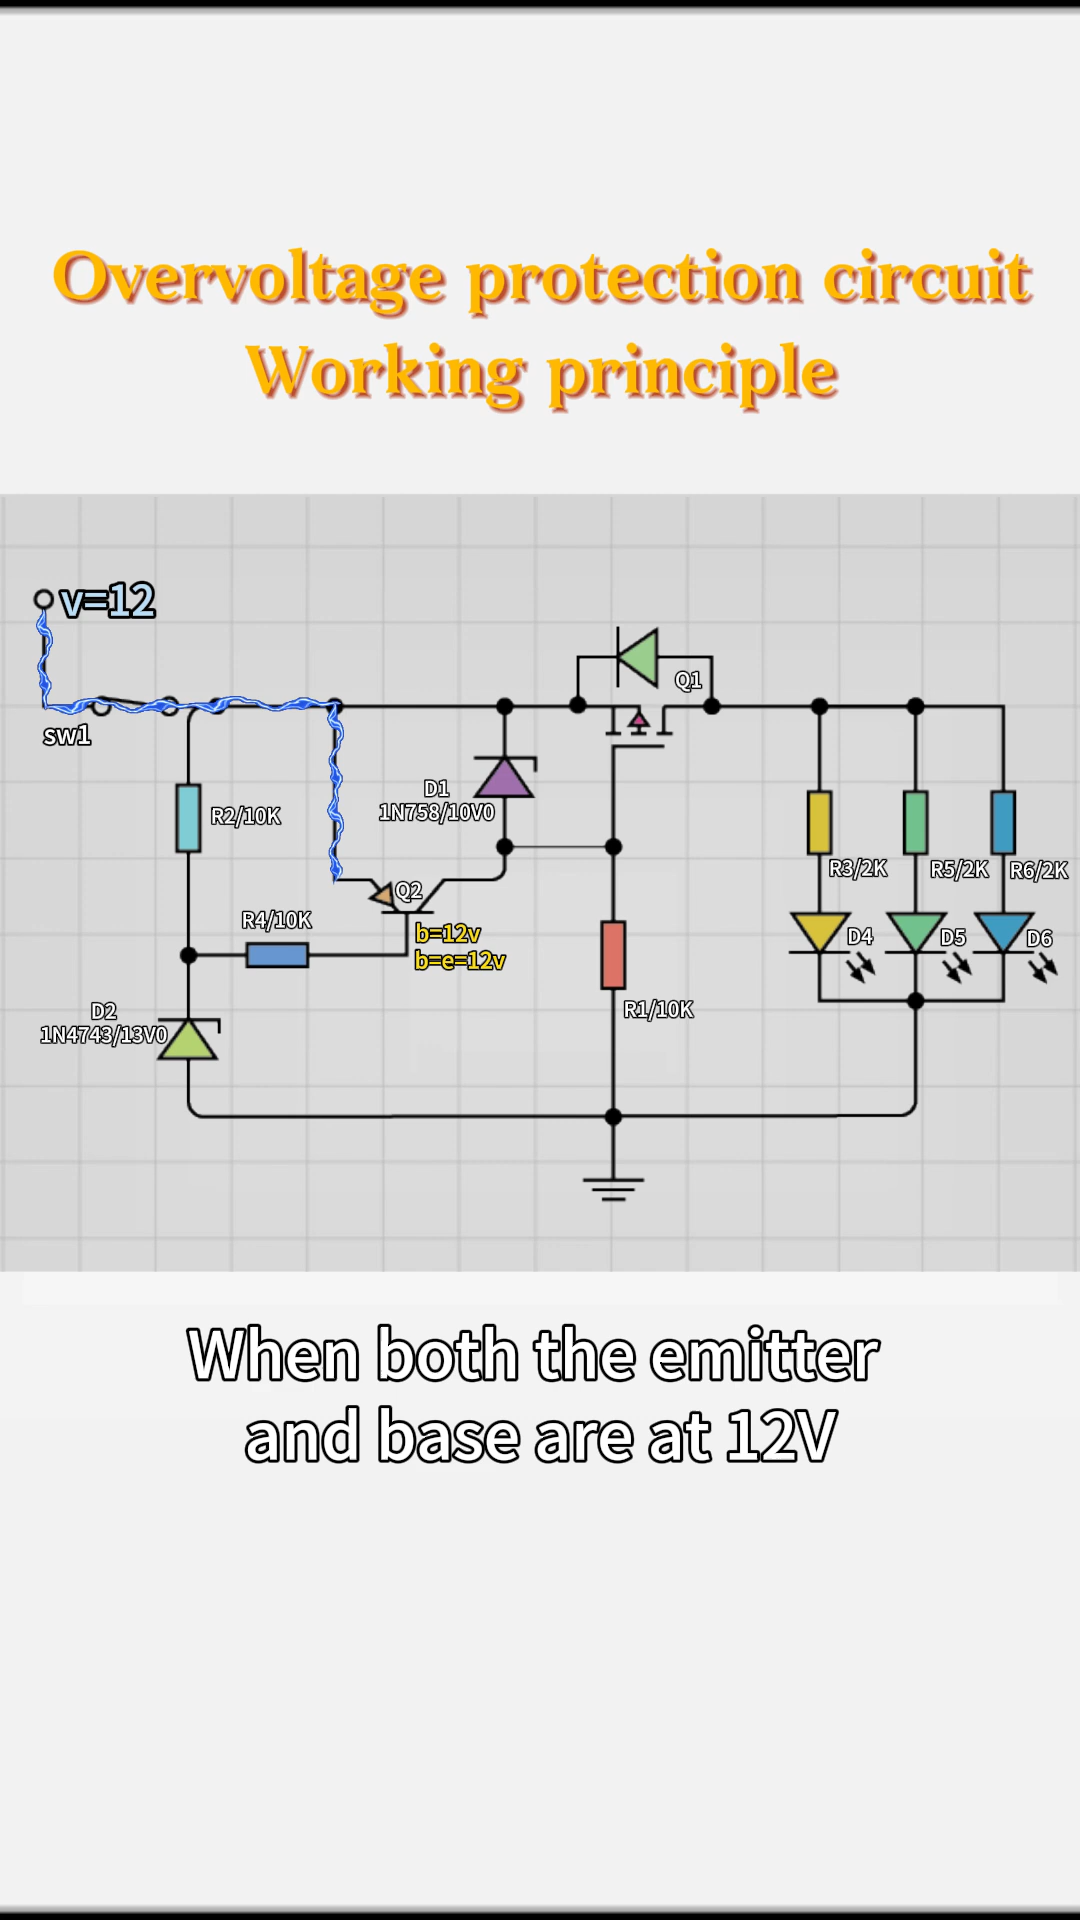 Overvoltage protection circuit
Working principle
v=12
sw1
Q1
D1
1N758/10V0
R2/10K
Q2
R4/10K
b=12v
b=e=12v
R3/2K
R5/2K
R6/2K
D4
D5
D6
D2
1N4743/13V0
R1/10K
When both the emitter
and base are at 12V